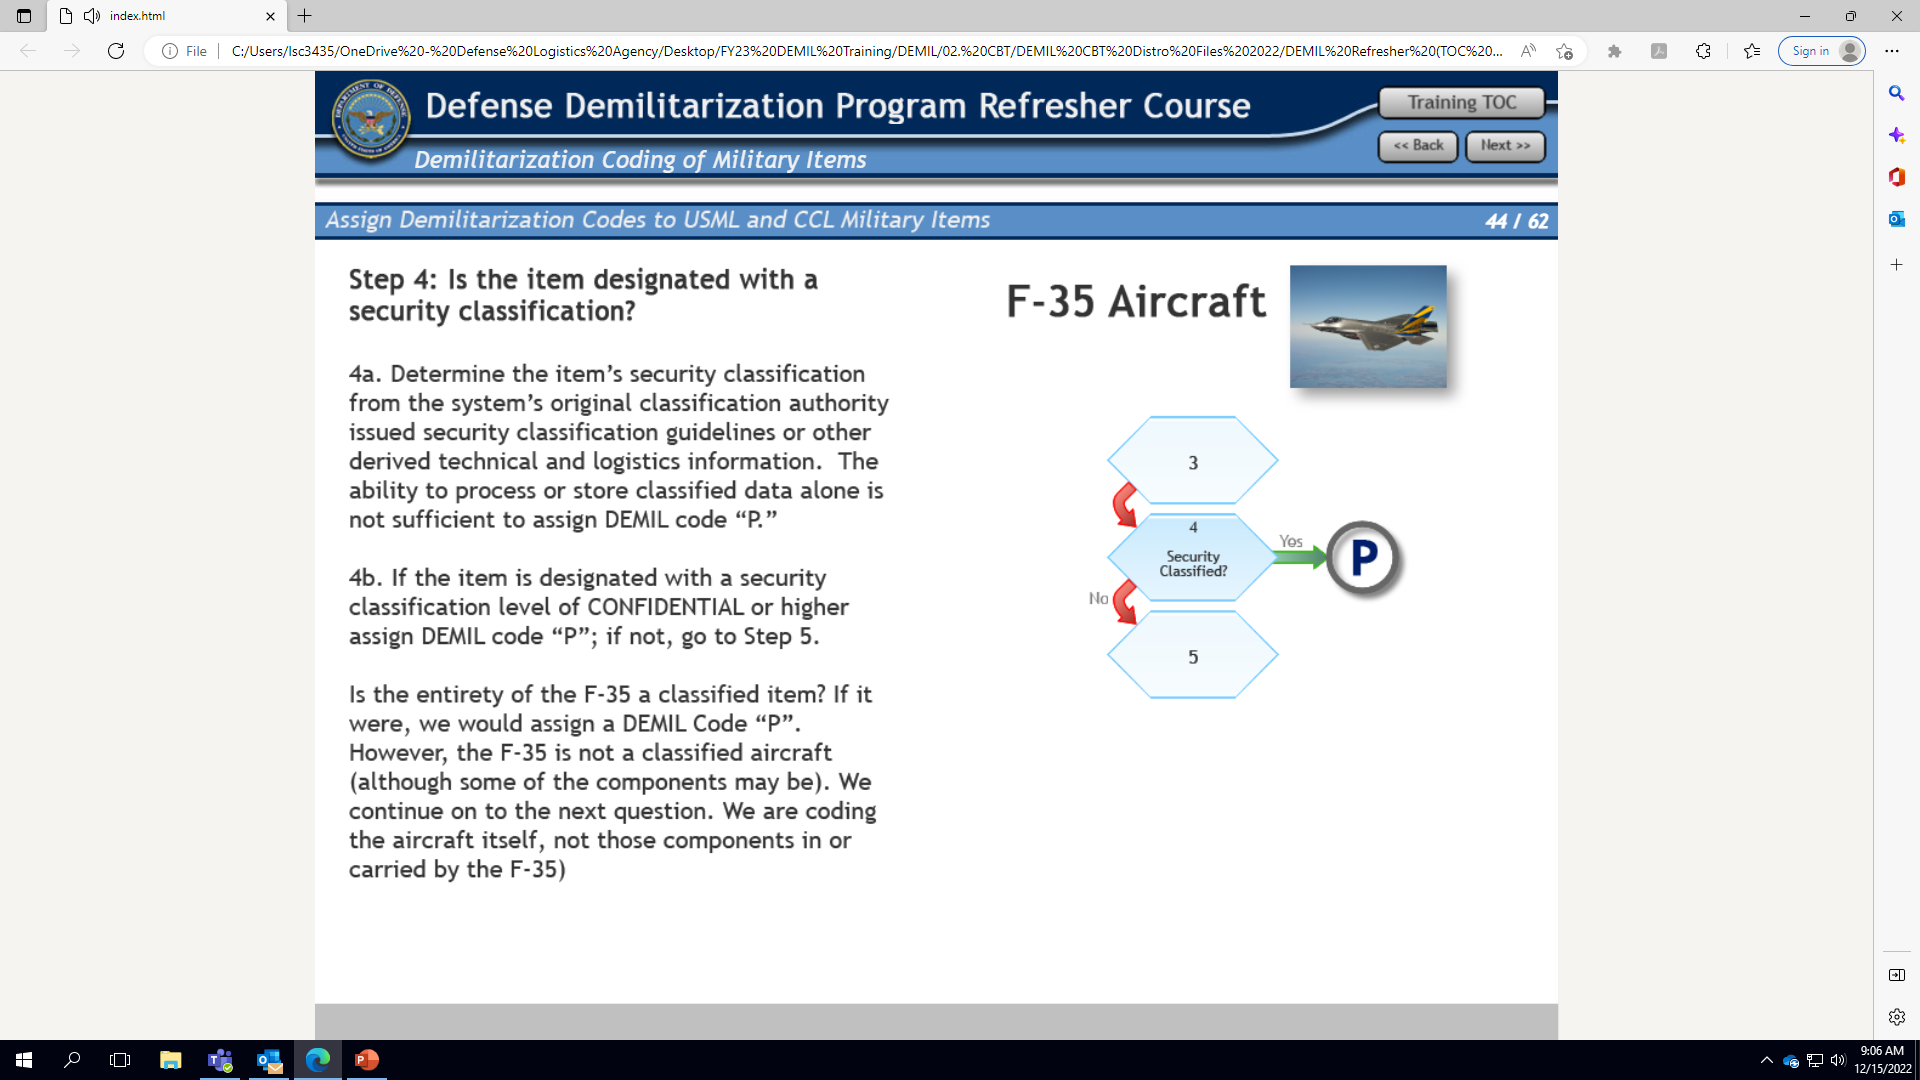 index.html
File
C:/Users/lsc3435/OneDrive%20-%20Defense%20Logistics%20Agency/Desktop/FY23%20DEMIL%20Training/DEMIL/02.%20CBT/DEMIL%20CBT%20Distro%20Files%202022/DEMIL%20Refresher%20(TOC%20...
Sign in
Defense Demilitarization Program Refresher Course
Training TOC
<< Back
Next >>
Demilitarization Coding of Military Items
Assign Demilitarization Codes to USML and CCL Military Items
44 / 62
Step 4: Is the item designated with a
security classification?
4a. Determine the item’s security classification
from the system’s original classification authority
issued security classification guidelines or other
derived technical and logistics information.  The
ability to process or store classified data alone is
not sufficient to assign DEMIL code “P.”
4b. If the item is designated with a security
classification level of CONFIDENTIAL or higher
assign DEMIL code “P”; if not, go to Step 5.
Is the entirety of the F-35 a classified item? If it
were, we would assign a DEMIL Code “P”.
However, the F-35 is not a classified aircraft
(although some of the components may be). We
continue on to the next question. We are coding
the aircraft itself, not those components in or
carried by the F-35)
F-35 Aircraft
3
4
Security
Classified?
Yes
P
No
5
9:06 AM
12/15/2022